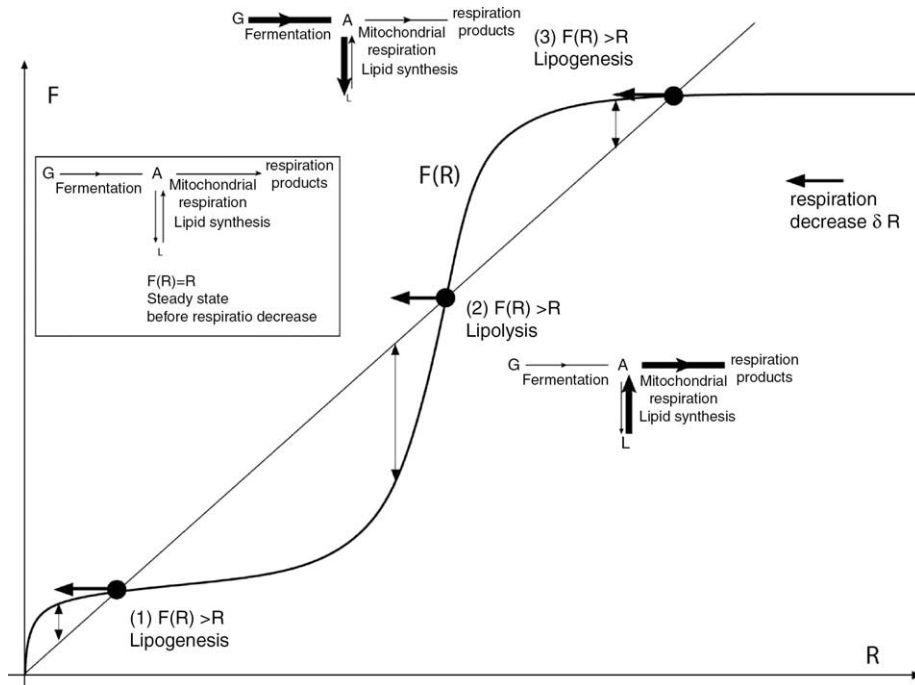 G
A
respiration
products
Fermentation
Mitochondrial
respiration
Lipid synthesis
L
(3) F(R) >R
Lipogenesis
F
G
A
respiration
products
Fermentation
Mitochondrial
respiration
Lipid synthesis
L
F(R)=R
Steady state
before respiratio decrease
F(R)
respiration
decrease δ R
(2) F(R) >R
Lipolysis
G
A
respiration
products
Fermentation
Mitochondrial
respiration
Lipid synthesis
L
(1) F(R) >R
Lipogenesis
R